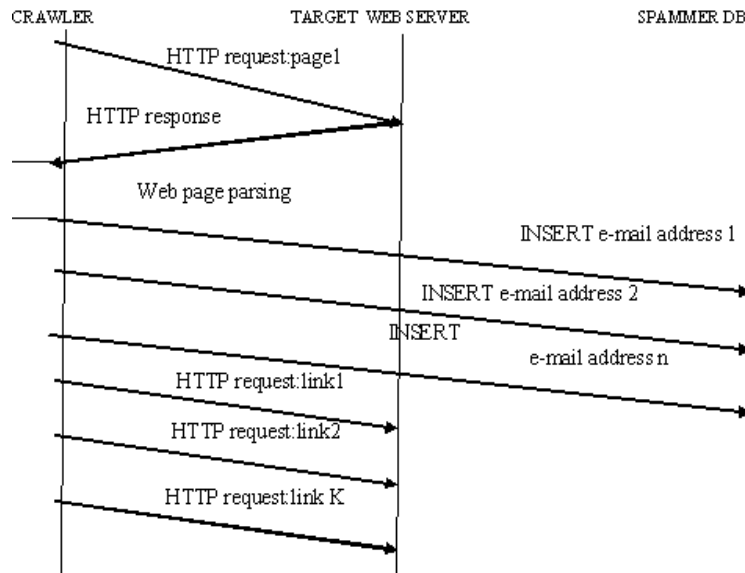 CRAWLER TARGET WEB SERVER SPAMMER DB
HTTP request:page1
HTTP response
Web page parsing
INSERT e-mail address 1
INSERT e-mail address 2
INSERT
e-mail address n
HTTP request:link1
HTTP request:link2
HTTP request:link K